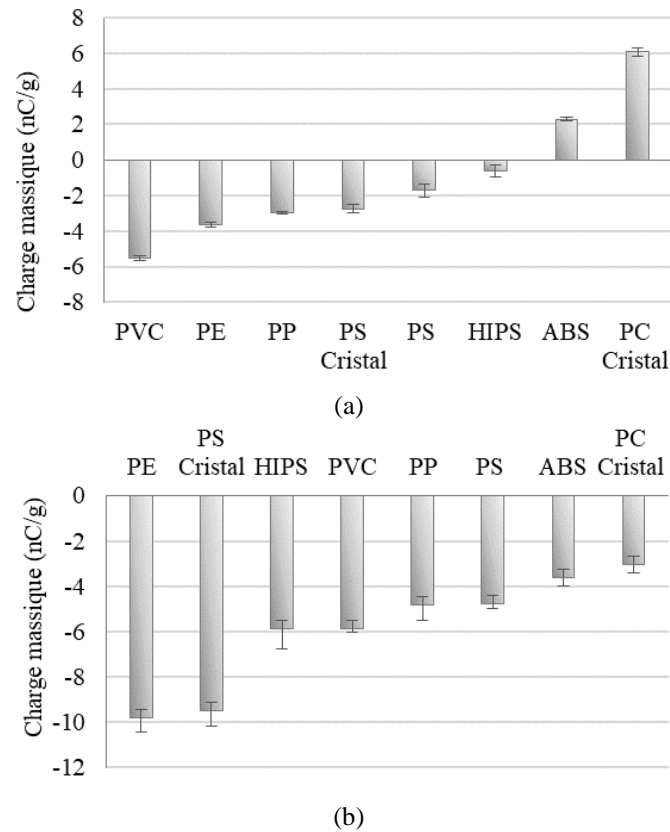 Charge massique (nC/g)
8
6
4
2
0
-2
-4
-6
-8
PVC PE PP PS Cristal PS HIPS ABS PC Cristal
(a)
Charge massique (nC/g)
PE PS Cristal HIPS PVC PP PS ABS PC Cristal
0
-2
-4
-6
-8
-10
-12
(b)